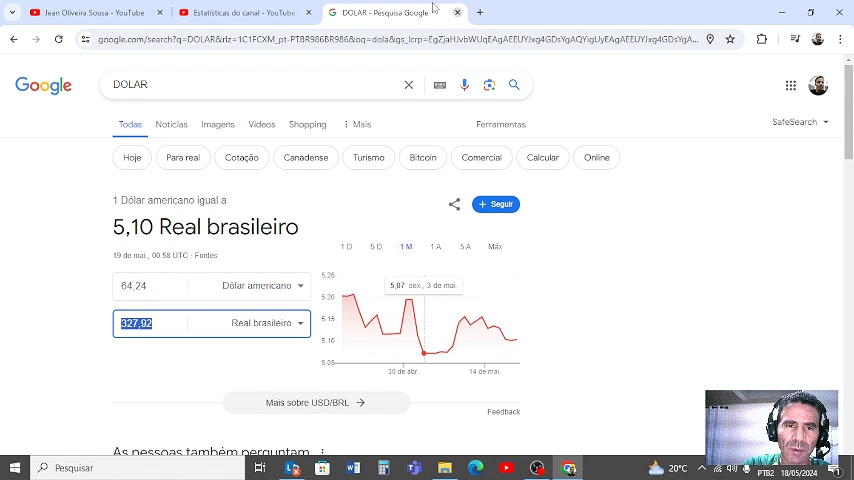 Jean Oliveira Sousa - YouTube
Estatísticas do canal - YouTube
DOLAR - Pesquisa Google
google.com/search?q=DOLAR&rlz=1C1FCXM_pt-PTBR986BR986&oq=dola&gs_lcrp=EgZjaHJvbWUqEAgAEEUYJxg4GDsYgAQYigUyEAgAEEUYJxg4GDsYgA...
Google
DOLAR
Todas
Notícias
Imagens
Vídeos
Shopping
Mais
Ferramentas
SafeSearch
Hoje
Para real
Cotação
Canadense
Turismo
Bitcoin
Comercial
Calcular
Online
1 Dólar americano igual a
5,10 Real brasileiro
19 de mai., 00:58 UTC · Fontes
Seguir
1 D
5 D
1 M
1 A
5 A
Máx
64,24
Dólar americano
327,92
Real brasileiro
5,25
5,20
5,15
5,10
5,05
5,07 sex., 3 de mai.
30 de abr.
14 de mai.
Mais sobre USD/BRL
Feedback
As pessoas também perguntam
Pesquisar
20°C
PTB2
18/05/2024
1